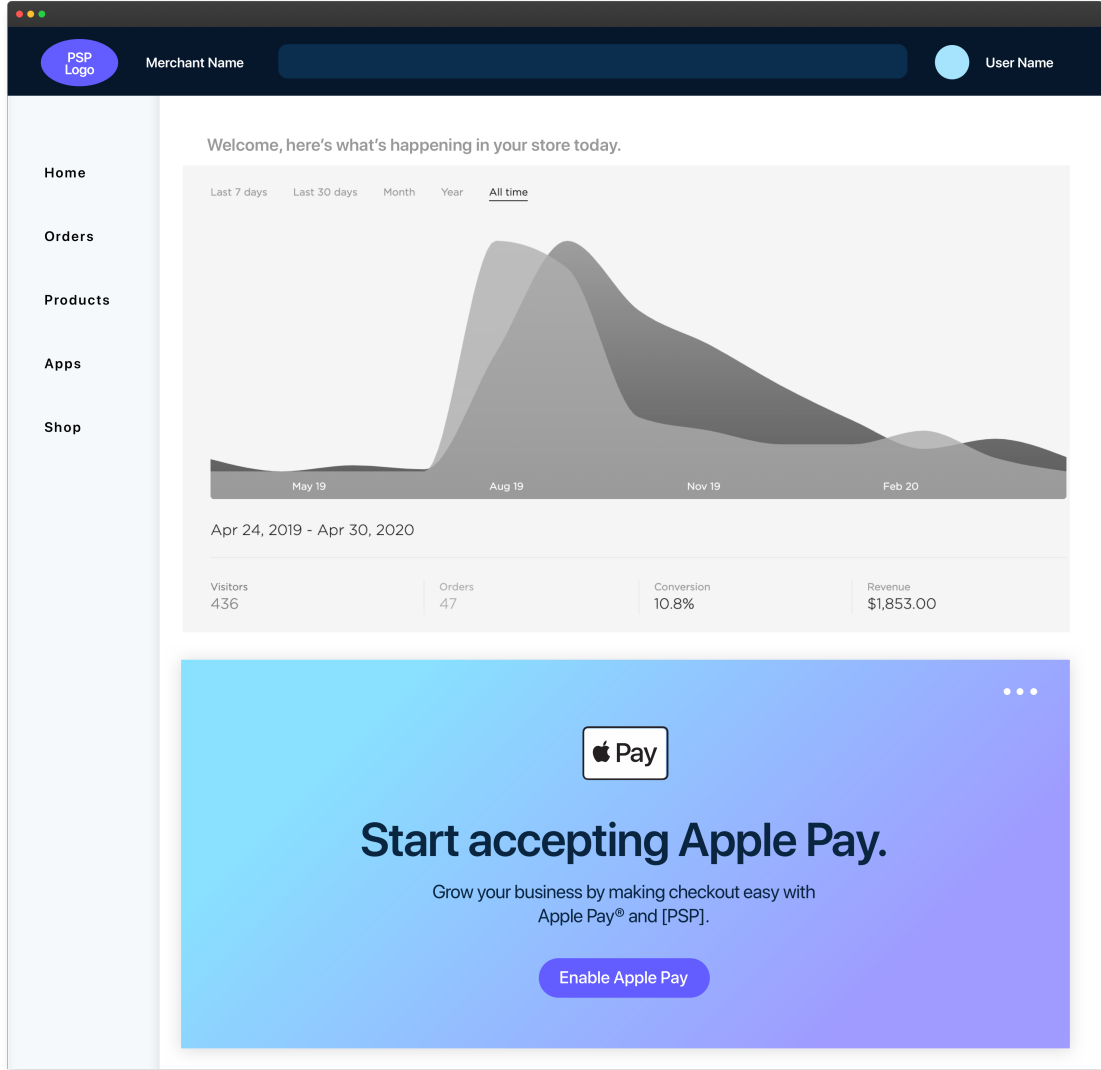 PSP
Logo
Merchant Name
User Name
Home
Orders
Products
Apps
Shop
Welcome, here’s what’s happening in your store today.
Last 7 days Last 30 days Month Year All time
May 19 Aug 19 Nov 19 Feb 20
Apr 24, 2019 - Apr 30, 2020
Visitors Orders Conversion Revenue
436 47 10.8% $1,853.00
Pay
Start accepting Apple Pay.
Grow your business by making checkout easy with
Apple Pay® and [PSP].
Enable Apple Pay